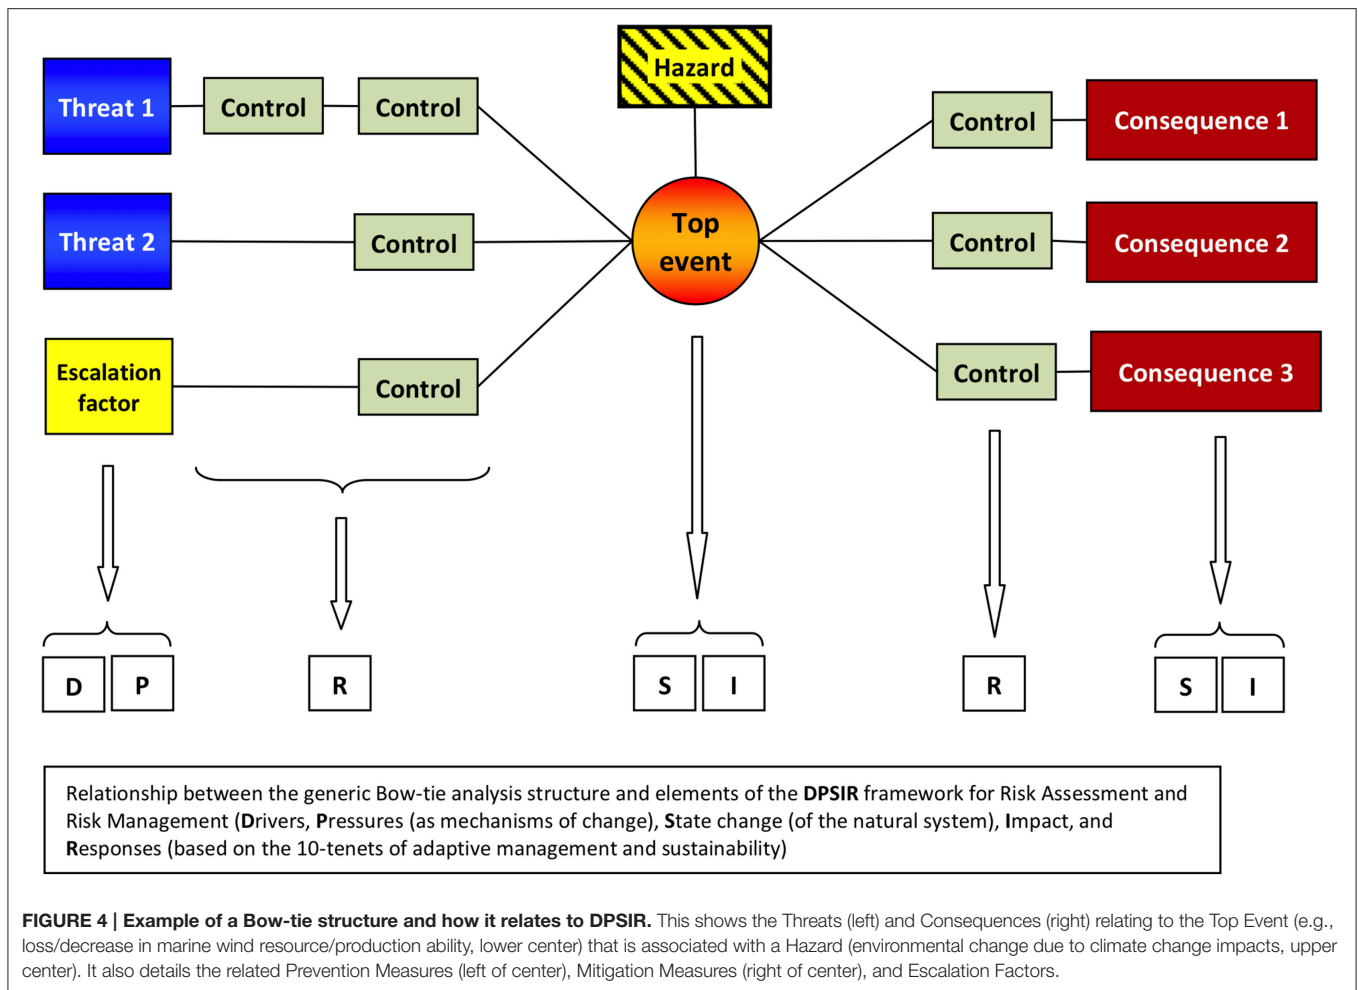 Hazard
Threat 1
Control
Control
Control
Consequence 1
Threat 2
Control
Top
event
Control
Consequence 2
Escalation
factor
Control
Control
Consequence 3
D
P
R
S
I
R
S
I
Relationship between the generic Bow-tie analysis structure and elements of the DPSIR framework for Risk Assessment and
Risk Management (Drivers, Pressures (as mechanisms of change), State change (of the natural system), Impact, and
Responses (based on the 10-tenets of adaptive management and sustainability)
FIGURE 4 | Example of a Bow-tie structure and how it relates to DPSIR. This shows the Threats (left) and Consequences (right) relating to the Top Event (e.g.,
loss/decrease in marine wind resource/production ability, lower center) that is associated with a Hazard (environmental change due to climate change impacts, upper
center). It also details the related Prevention Measures (left of center), Mitigation Measures (right of center), and Escalation Factors.